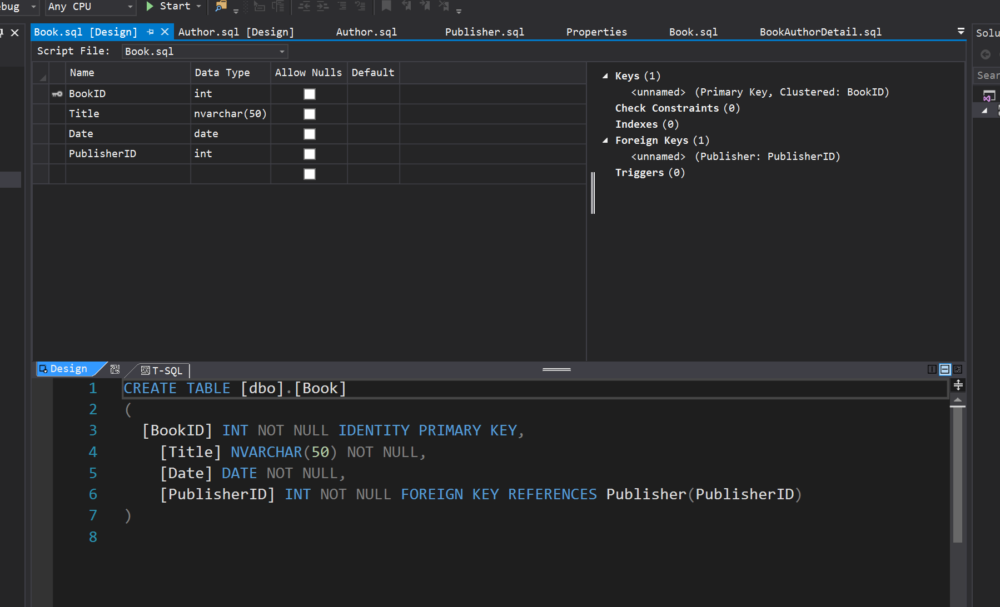 ebug Any CPU Start
Book.sql [Design] Author.sql [Design] Author.sql Publisher.sql Properties Book.sql BookAuthorDetail.sql
Solu
Script File: Book.sql
Sear
Name Data Type Allow Nulls Default
BookID int
Title nvarchar(50)
Date date
PublisherID int
Keys (1)
<unnamed> (Primary Key, Clustered: BookID)
Check Constraints (0)
Indexes (0)
Foreign Keys (1)
<unnamed> (Publisher: PublisherID)
Triggers (0)
Design T-SQL
1 CREATE TABLE [dbo].[Book]
2 (
3 [BookID] INT NOT NULL IDENTITY PRIMARY KEY,
4 [Title] NVARCHAR(50) NOT NULL,
5 [Date] DATE NOT NULL,
6 [PublisherID] INT NOT NULL FOREIGN KEY REFERENCES Publisher(PublisherID)
7 )
8